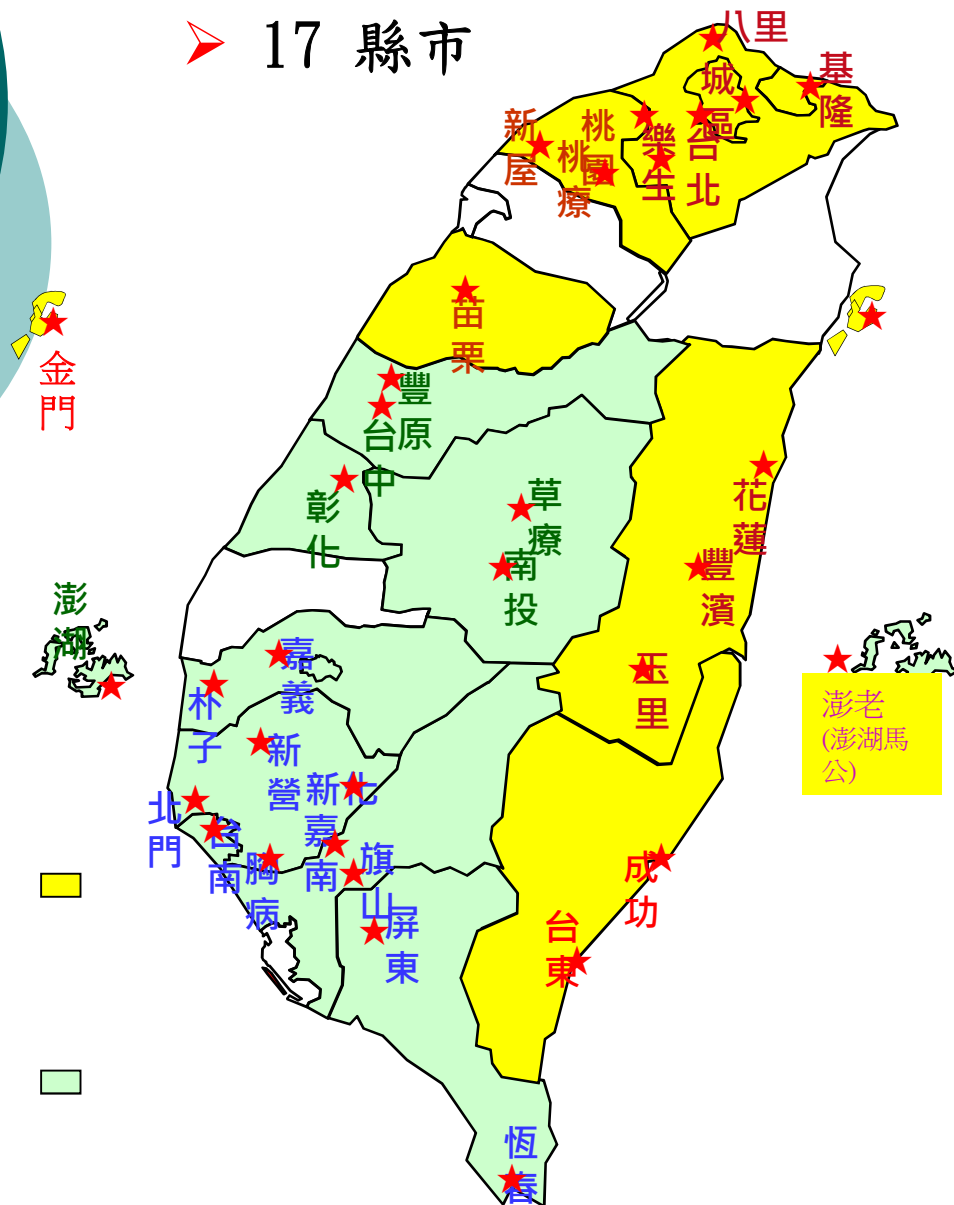 17 縣市
八里
城區
基隆
新屋
桃園
桃療
樂生
台北
苗栗
金門
豐原
台中
彰化
草療
南投
花蓮
豐濱
玉里
澎湖
嘉義
朴子
新營
新化
北門
台南
嘉南
胸病
旗山
屏東
澎老
(澎湖馬
公)
成功
台東
恆春